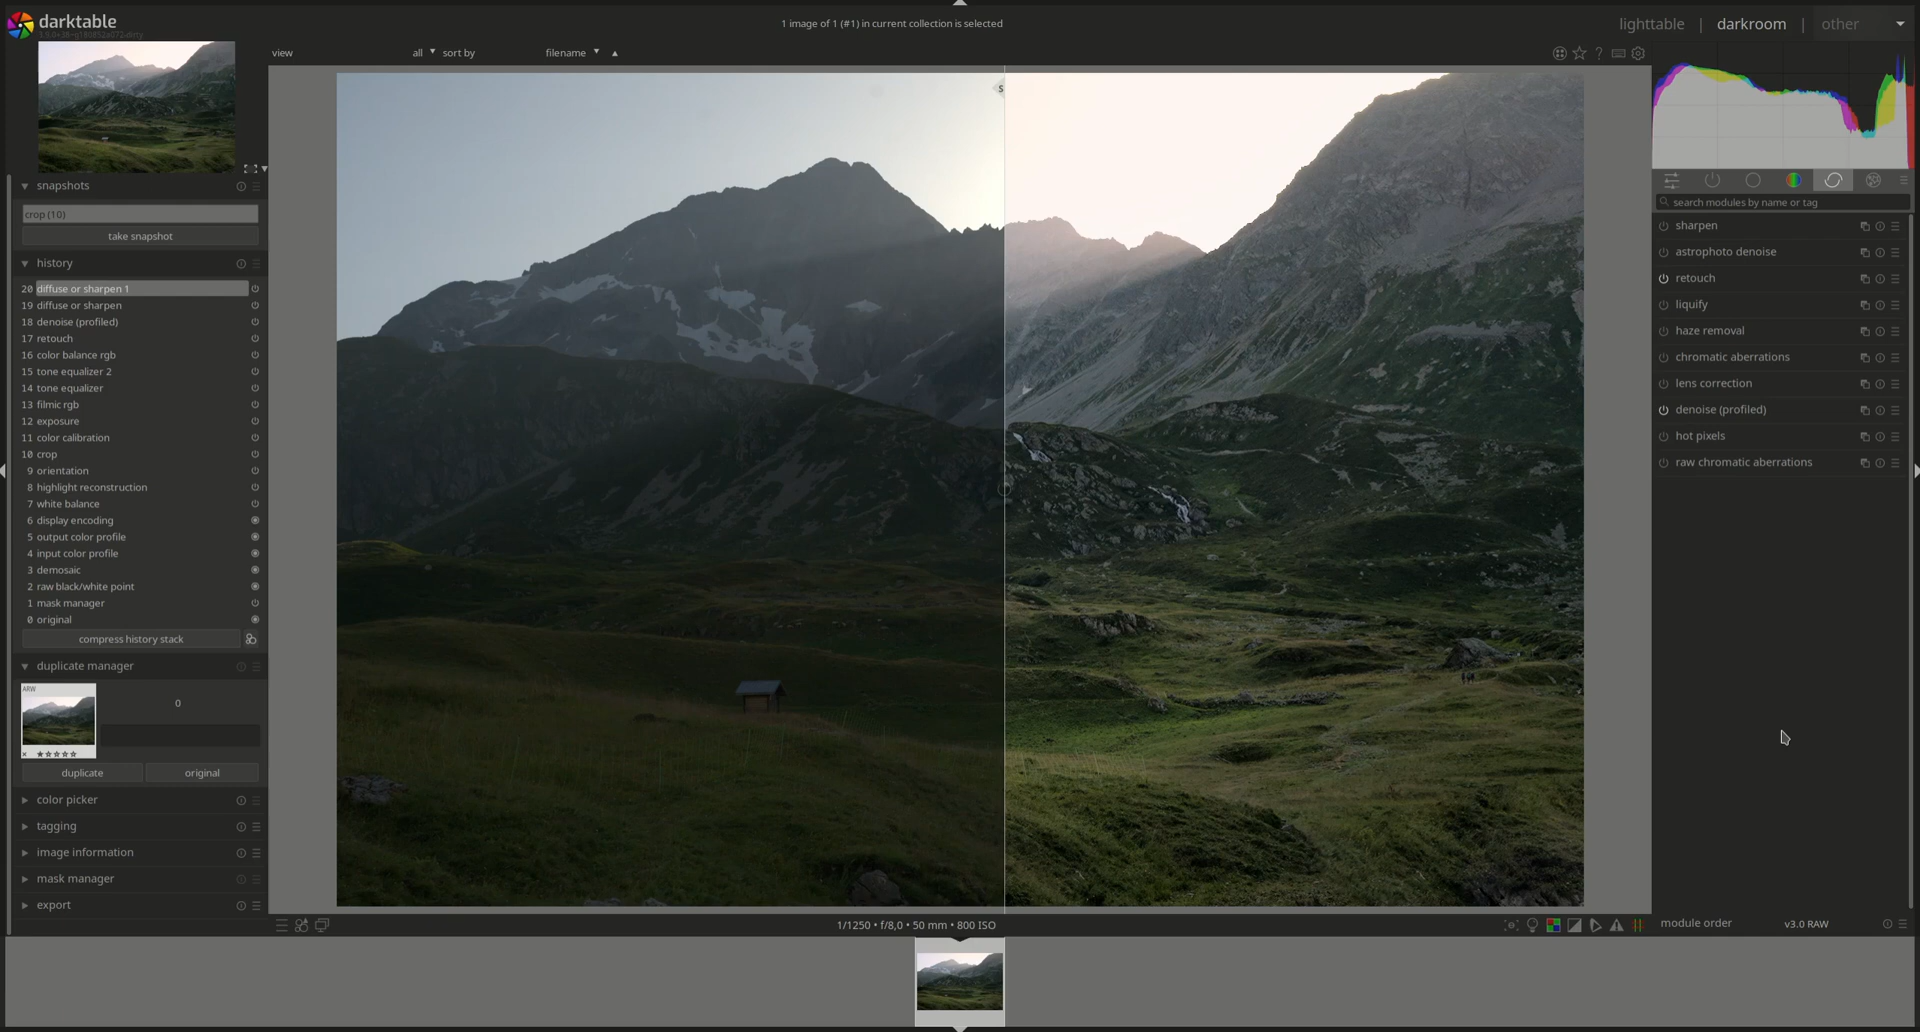 darktable
1 image of 1 (#1) in current collection is selected
lighttable | darkroom | other
view all sort by filename
S
snapshots
crop (10)
take snapshot
history
20 diffuse or sharpen 1
19 diffuse or sharpen
18 denoise (profiled)
17 retouch
16 color balance rgb
15 tone equalizer 2
14 tone equalizer
13 filmic rgb
12 exposure
11 color calibration
10 crop
9 orientation
8 highlight reconstruction
7 white balance
6 display encoding
5 output color profile
4 input color profile
3 demosaic
2 raw black/white point
1 mask manager
0 original
compress history stack
duplicate manager
ARW
0
duplicate original
color picker
tagging
image information
mask manager
export
1/1250 • f/8,0 • 50 mm • 800 ISO
search modules by name or tag
sharpen
astrophoto denoise
retouch
liquify
haze removal
chromatic aberrations
lens correction
denoise (profiled)
hot pixels
raw chromatic aberrations
module order v3.0 RAW